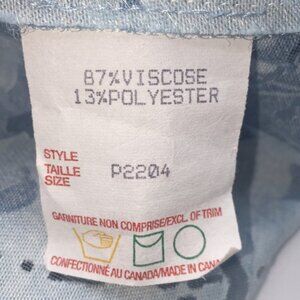 87%VISCOSE
13%POLYESTER
STYLE
TAILLE P2204
SIZE
GARNITURE NON COMPRISE/EXCL. OF TRIM
CONFECTIONNÉ AU CANADA/MADE IN CANA